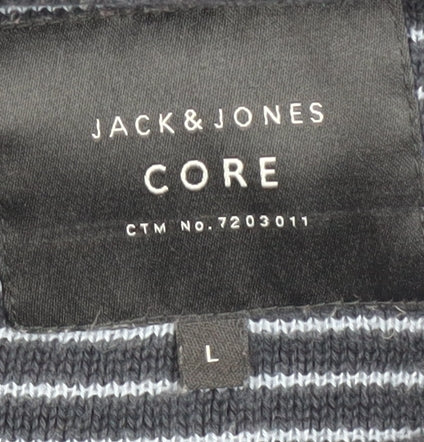 JACK & JONES
CORE
CTM No. 7203011
L